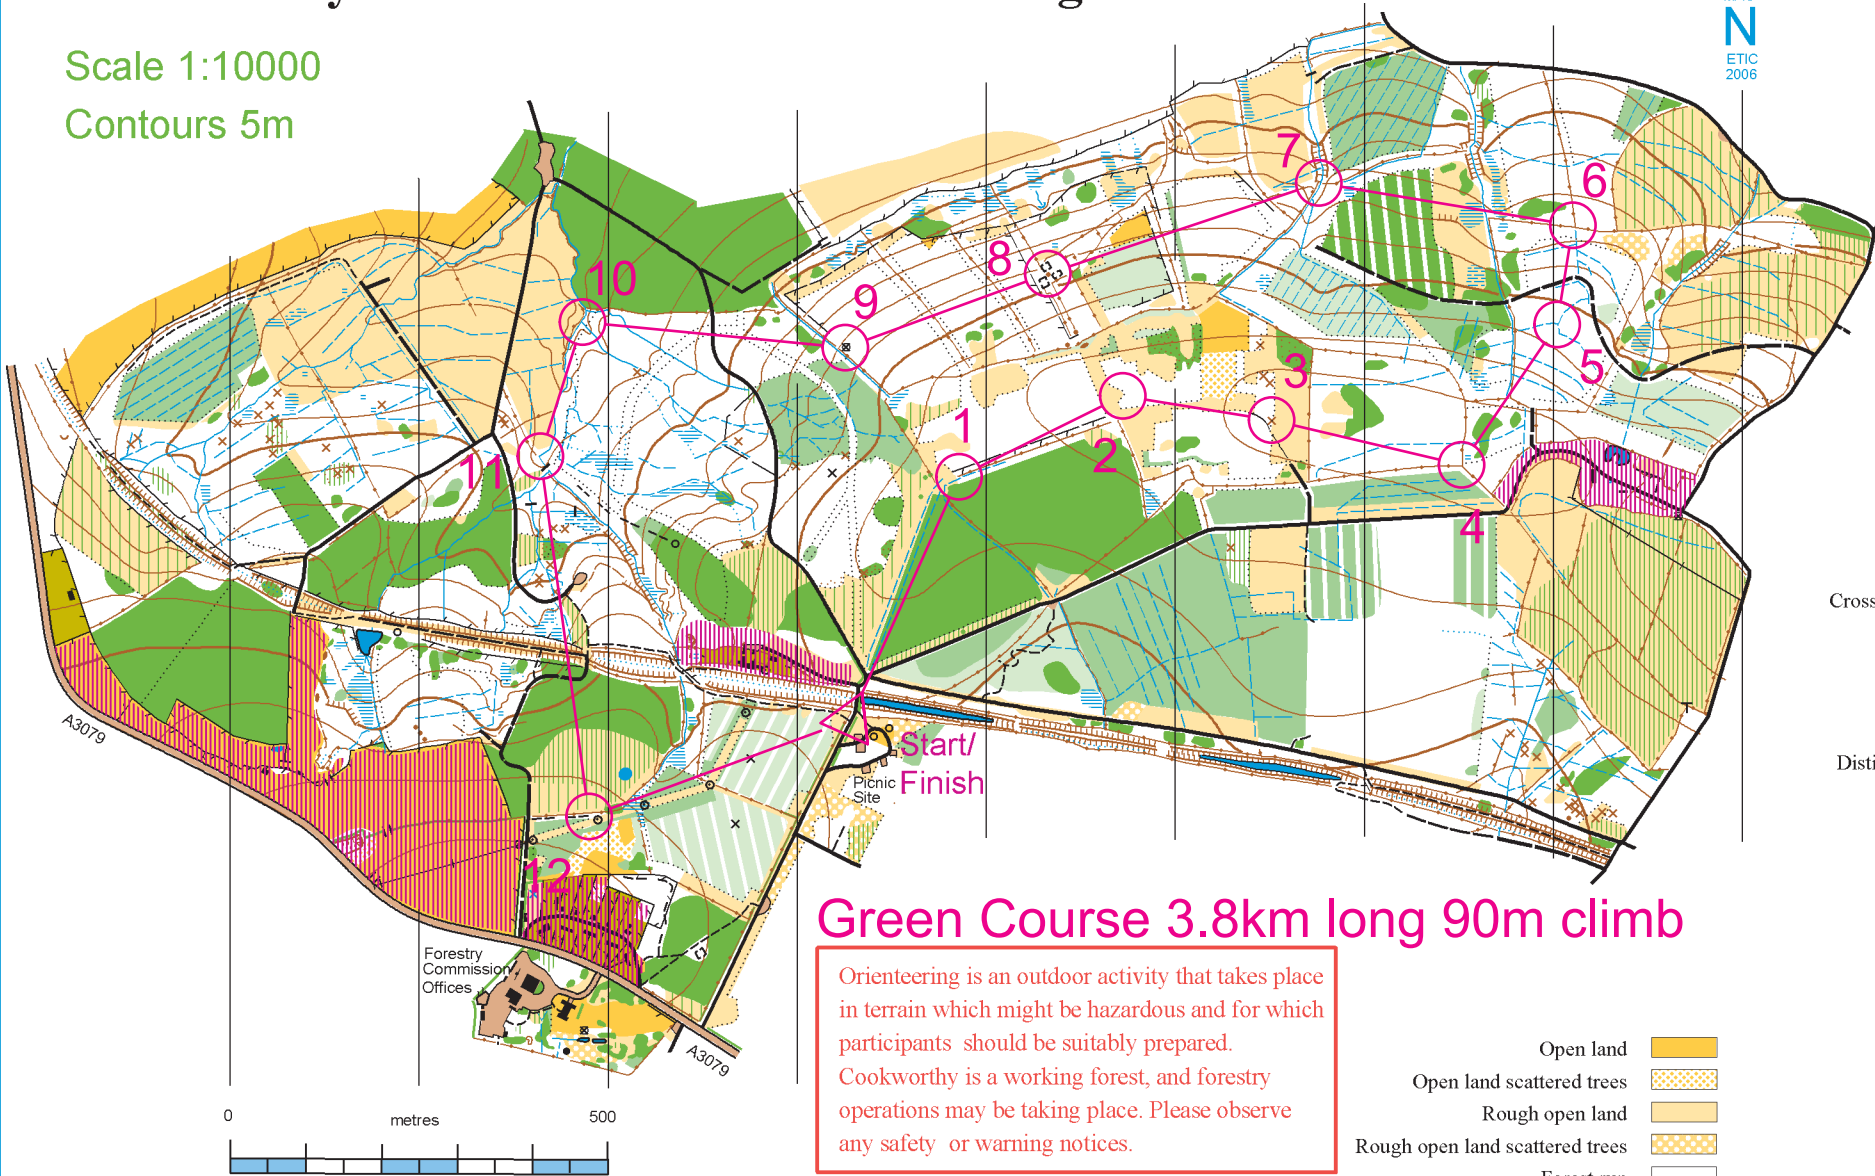 Scale 1:10000
Contours 5m
N
ETIC
2006
7
6
10
8
9
5
3
1
2
11
4
12
A3079
Start/
Finish
Picnic
Site
Cross
Disti
Green Course 3.8km long 90m climb
Forestry
Commission
Offices
A3079
Orienteering is an outdoor activity that takes place
in terrain which might be hazardous and for which
participants should be suitably prepared.
Cookworthy is a working forest, and forestry
operations may be taking place. Please observe
any safety or warning notices.
0 metres 500
Open land
Open land scattered trees
Rough open land
Rough open land scattered trees